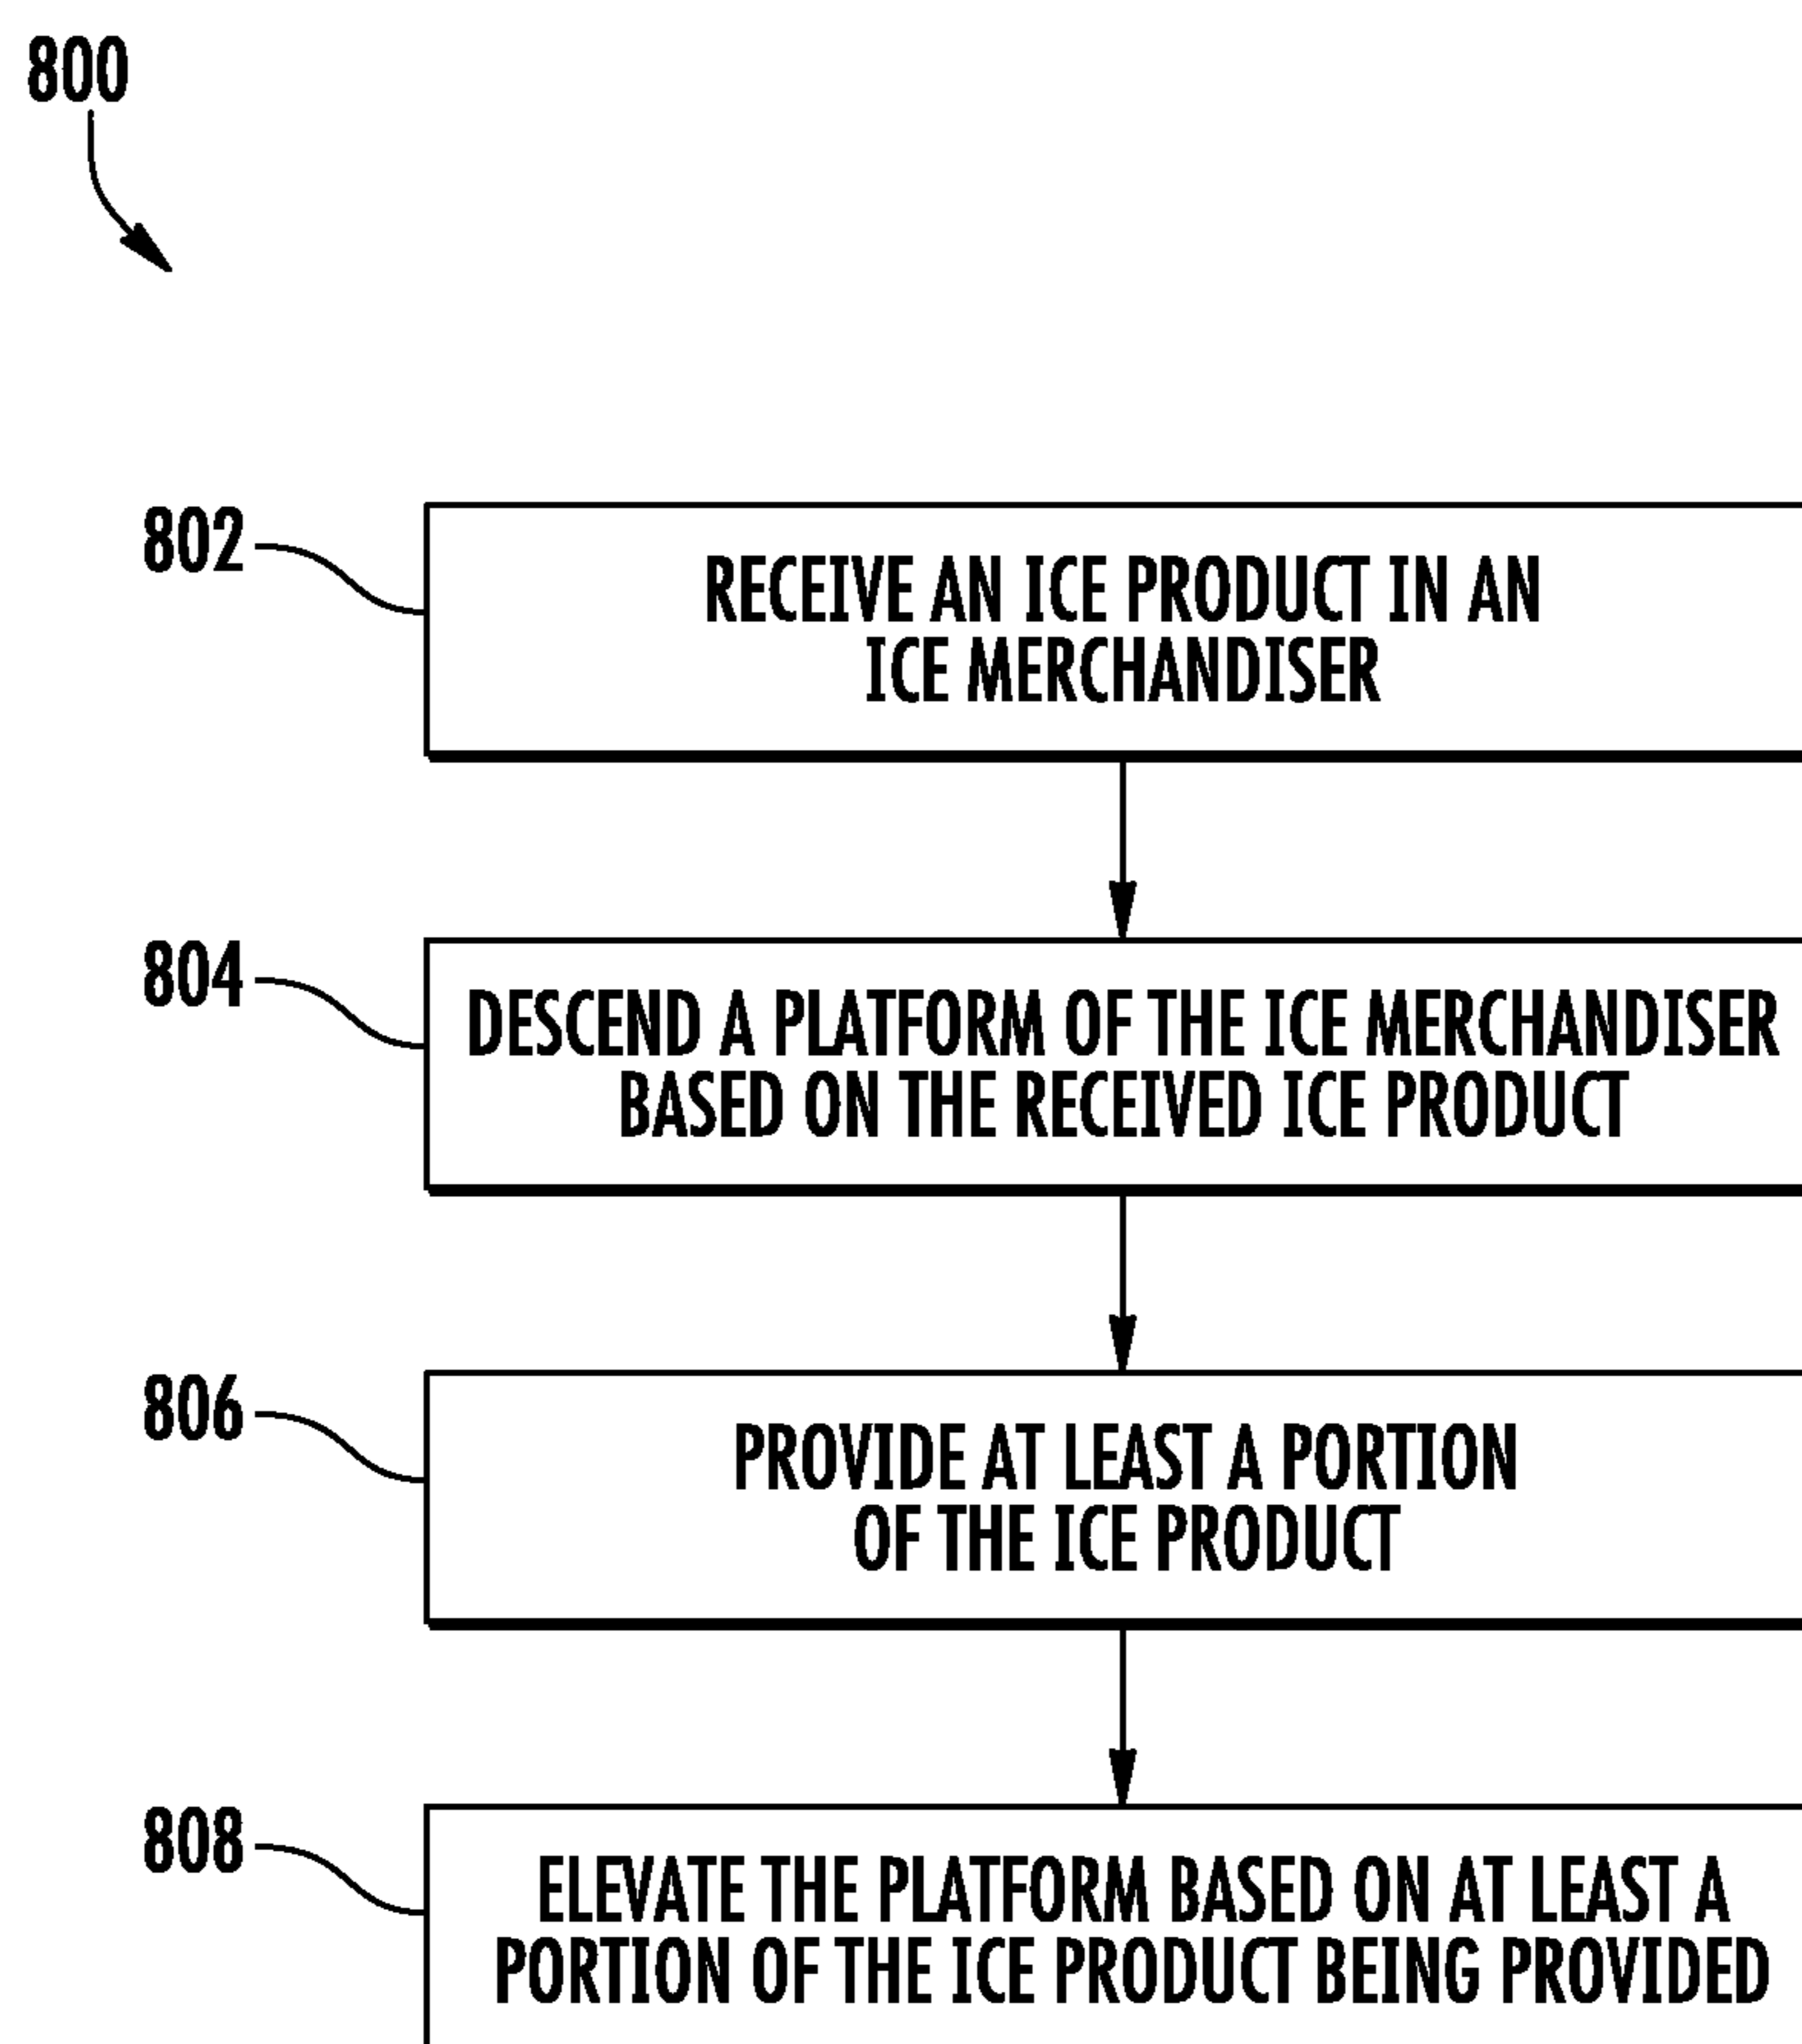 800
802
RECEIVE AN ICE PRODUCT IN AN
ICE MERCHANDISER
804
DESCEND A PLATFORM OF THE ICE MERCHANDISER
BASED ON THE RECEIVED ICE PRODUCT
806
PROVIDE AT LEAST A PORTION
OF THE ICE PRODUCT
808
ELEVATE THE PLATFORM BASED ON AT LEAST A
PORTION OF THE ICE PRODUCT BEING PROVIDED